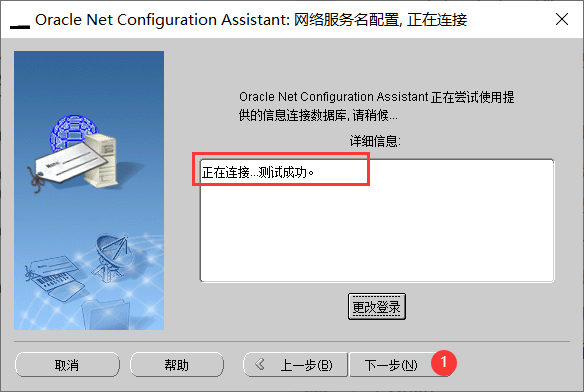 Oracle Net Configuration Assistant: 网络服务名配置, 正在连接
Oracle Net Configuration Assistant 正在尝试使用提
供的信息连接数据库, 请稍候...
详细信息:
正在连接...测试成功。
更改登录
取消
帮助
上一步(B)
下一步(N)
1